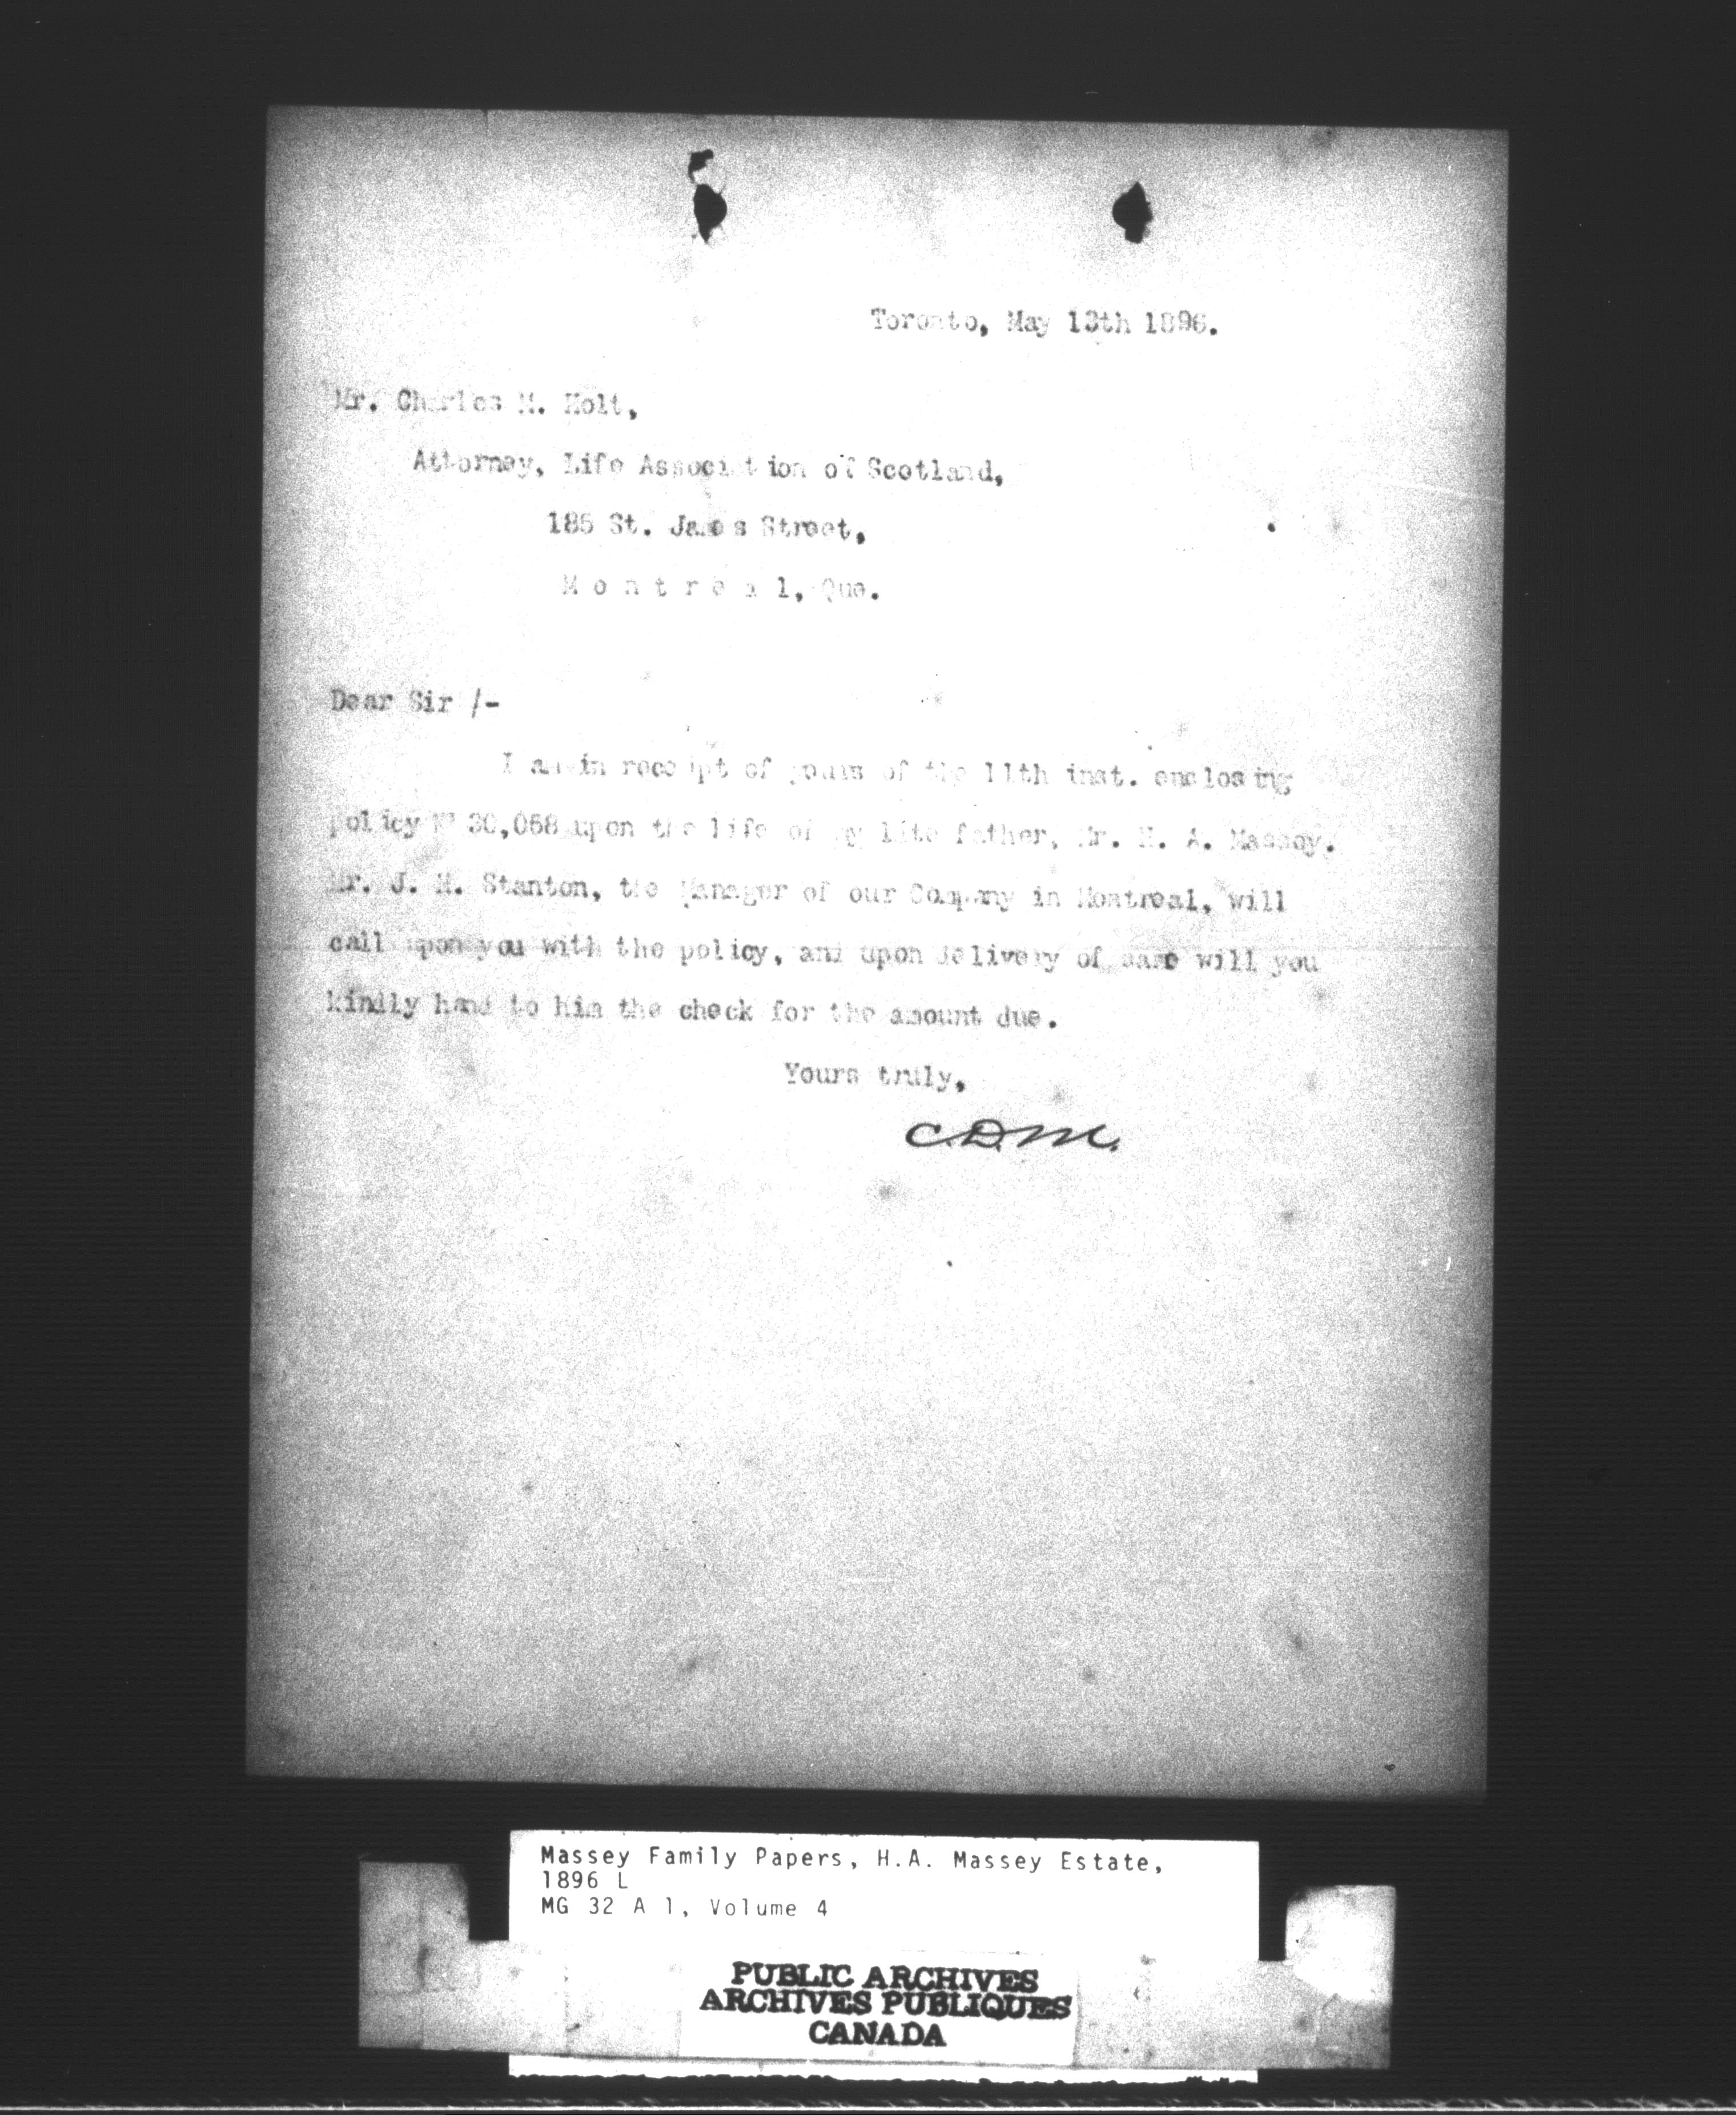 Toronto, May 13th 1896.
Mr. Charles M. Holt,
Attorney, Life Association of Scotland,
185 St. James Street,
M o n t r e a l, Que.
Dear Sir /-
I am in receipt of yours of the 11th inst. enclosing
policy Nº 30,058 upon the life of my late father, Mr. H. A. Massey.
Mr. J. H. Stanton, the Manager of our Company in Montreal, will
call upon you with the policy, and upon delivery of same will you
kindly hand to him the check for the amount due.
Yours truly,
C.D.M.
Massey Family Papers, H.A. Massey Estate,
1896 L
MG 32 A 1, Volume 4
PUBLIC ARCHIVES
ARCHIVES PUBLIQUES
CANADA